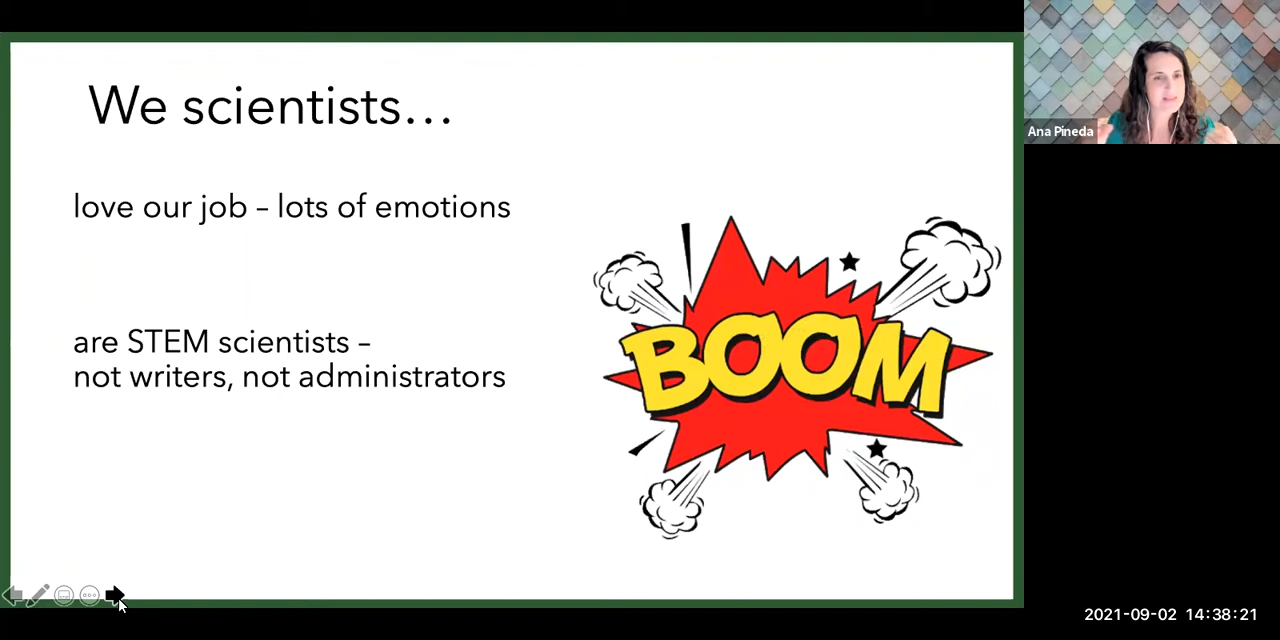 We scientists…
love our job – lots of emotions
are STEM scientists –
not writers, not administrators
BOOM
Ana Pineda
2021-09-02 14:38:21